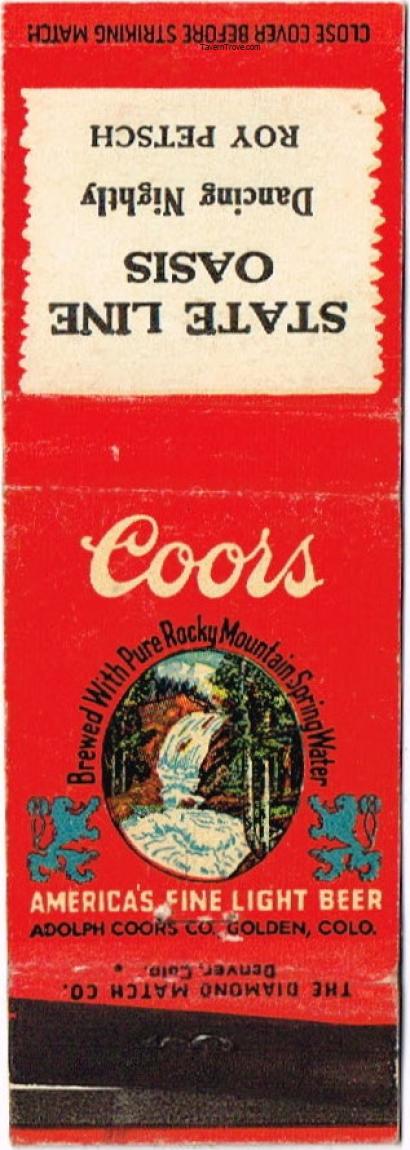 CLOSE COVER BEFORE STRIKING MATCH
TavernTrove.com
STATE LINE
OASIS
Dancing Nightly
ROY PETSCH
Coors
Brewed With Pure Rocky Mountain Spring Water
AMERICA'S FINE LIGHT BEER
ADOLPH COORS CO. GOLDEN, COLO.
THE DIAMOND MATCH CO.
Denver, Colo.